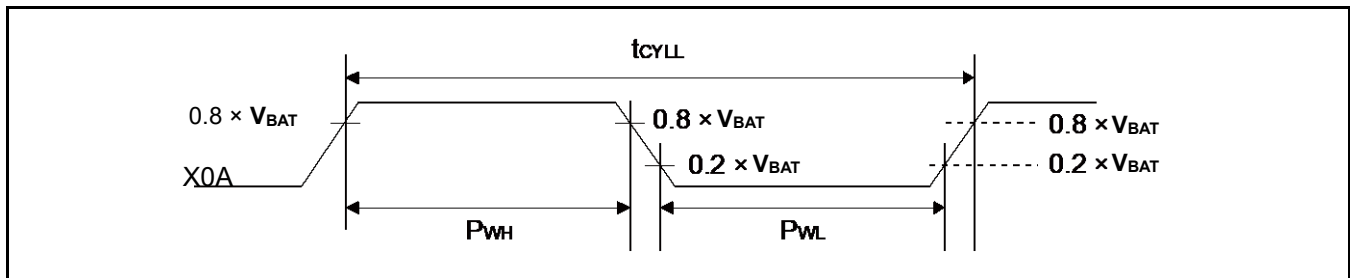 tCYLL
0.8 × VBAT
0.8 × VBAT
0.8 × VBAT
0.2 × VBAT
0.2 × VBAT
X0A
PWH
PWL